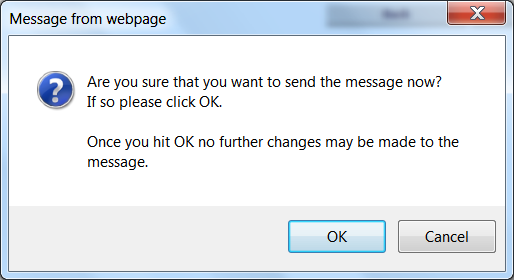 Message from webpage
Are you sure that you want to send the message now?
If so please click OK.
Once you hit OK no further changes may be made to the
message.
OK
Cancel